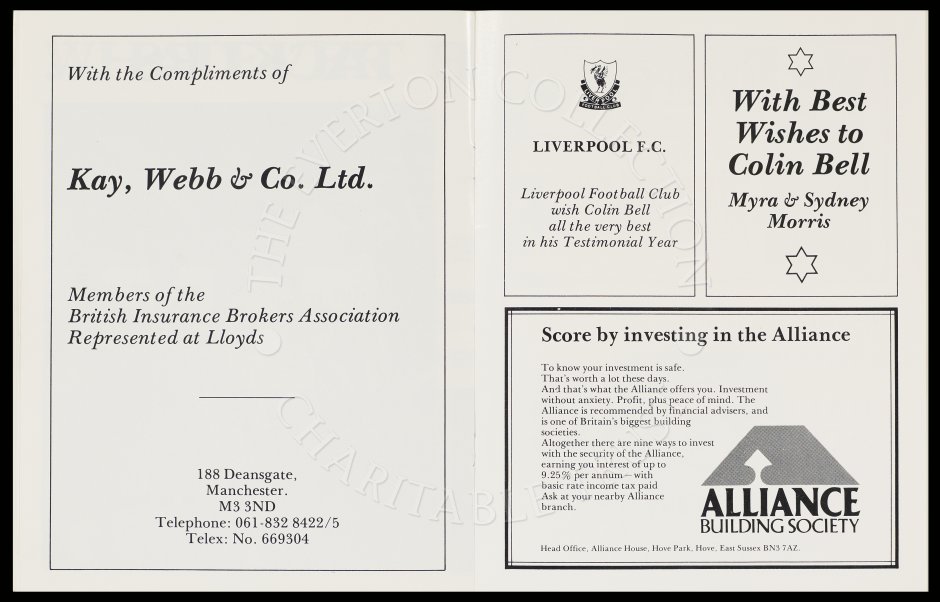 With the Compliments of
Kay, Webb & Co. Ltd.
Members of the
British Insurance Brokers Association
Represented at Lloyds
188 Deansgate,
Manchester.
M3 3ND
Telephone: 061-832 8422/5
Telex: No. 669304
LIVERPOOL
FOOTBALL CLUB
LIVERPOOL F.C.
Liverpool Football Club
wish Colin Bell
all the very best
in his Testimonial Year
With Best
Wishes to
Colin Bell
Myra & Sydney
Morris
Score by investing in the Alliance
To know your investment is safe.
That's worth a lot these days.
And that's what the Alliance offers you. Investment
without anxiety. Profit, plus peace of mind. The
Alliance is recommended by financial advisers, and
is one of Britain's biggest building
societies.
Altogether there are nine ways to invest
with the security of the Alliance,
earning you interest of up to
9.25% per annum—with
basic rate income tax paid
Ask at your nearby Alliance
branch.
ALLIANCE
BUILDING SOCIETY
Head Office, Alliance House, Hove Park, Hove, East Sussex BN3 7AZ.
THE EVERTON COLLECTION
CHARITABLE